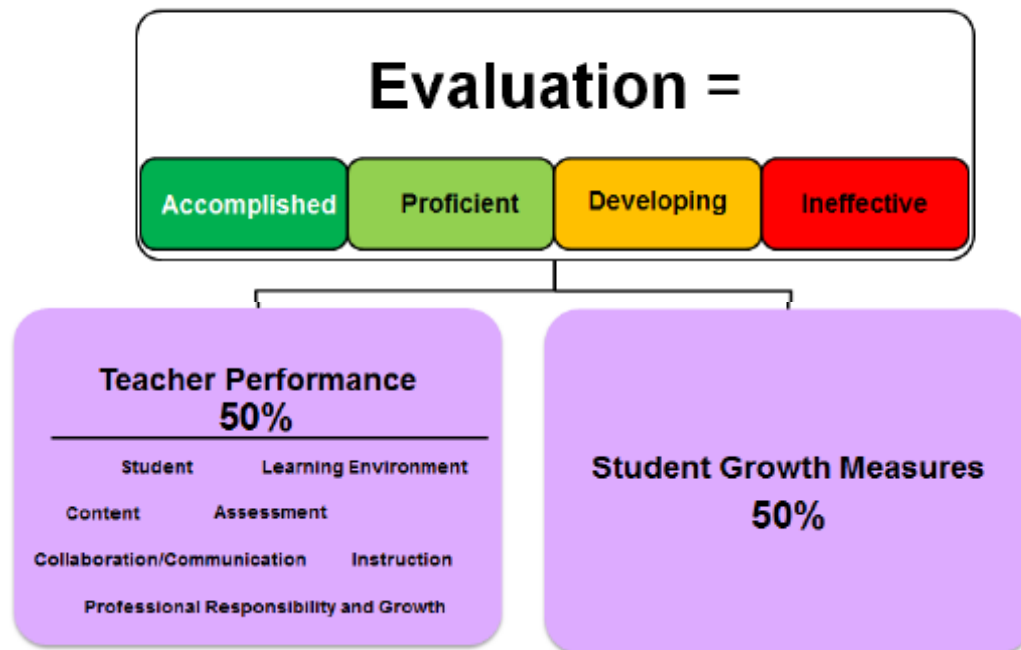 Evaluation =
Accomplished Proficient Developing Ineffective
Teacher Performance
50%
Student Learning Environment
Content Assessment
Collaboration/Communication Instruction
Professional Responsibility and Growth
Student Growth Measures
50%